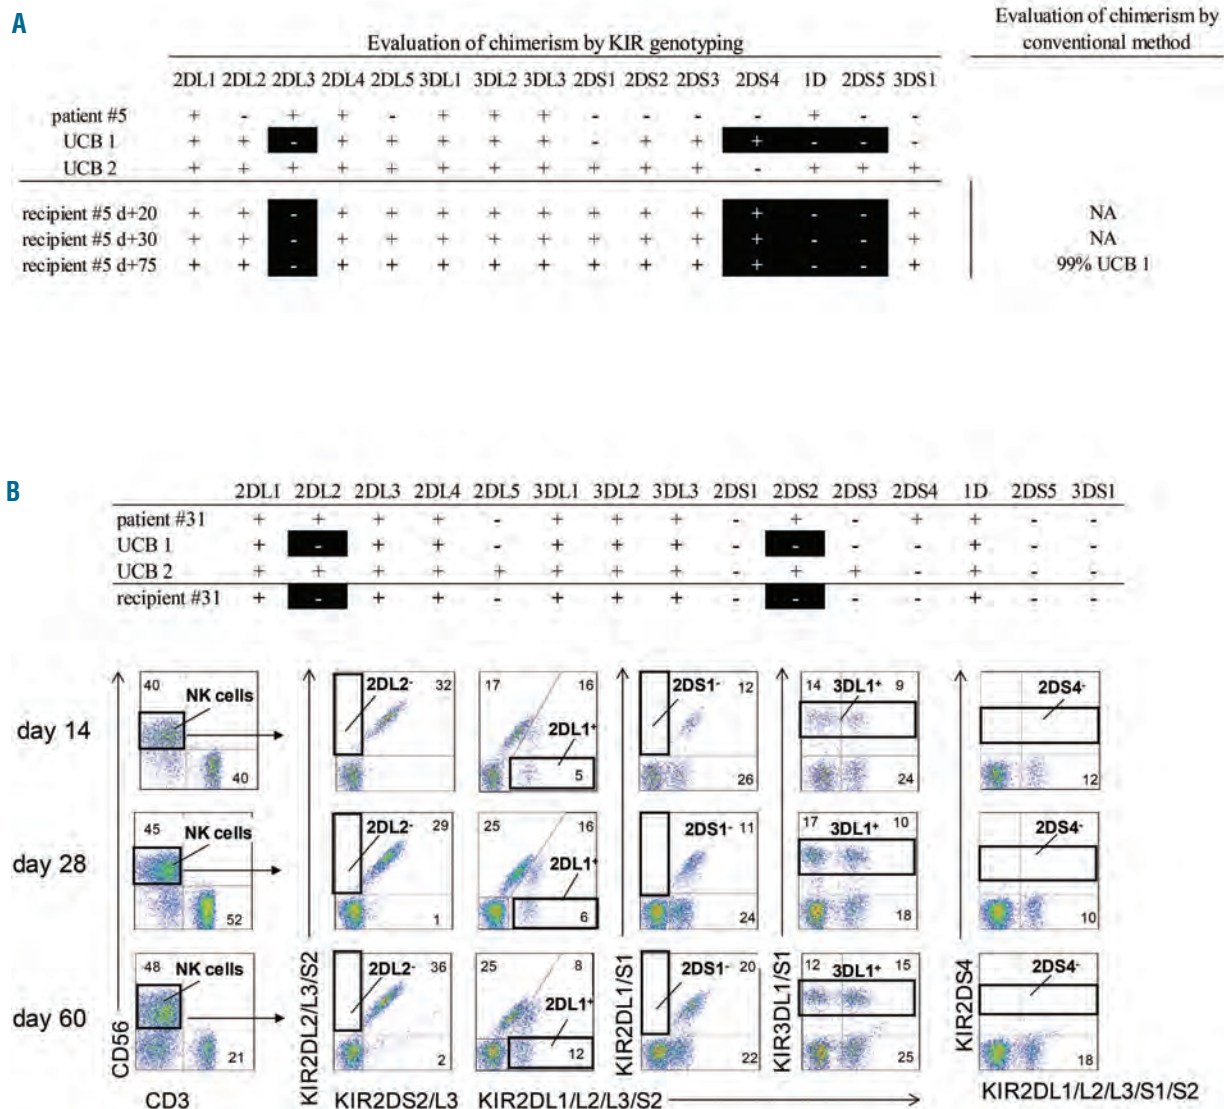 A
Evaluation of chimerism by KIR genotyping
Evaluation of chimerism by
conventional method
2DL1 2DL2 2DL3 2DL4 2DL5 3DL1 3DL2 3DL3 2DS1 2DS2 2DS3 2DS4 1D 2DS5 3DS1
patient #5 + - + + - + + + - - - - + - -
UCB 1 + + - + + + + + - + + + - - -
UCB 2 + + + + + + + + + + + - + + +
recipient #5 d+20 + + - + + + + + + + + + - - + NA
recipient #5 d+30 + + - + + + + + + + + + - - + NA
recipient #5 d+75 + + - + + + + + + + + + - - + 99% UCB 1
B
2DL1 2DL2 2DL3 2DL4 2DL5 3DL1 3DL2 3DL3 2DS1 2DS2 2DS3 2DS4 1D 2DS5 3DS1
patient #31 + + + + - + + + - + - + + - -
UCB 1 + - + + - + + + - - - - + - -
UCB 2 + + + + + + + + - + + - + - -
recipient #31 + - + + - + + + - - - - + - -
day 14
40 NK cells 40
2DL2- 32
17 16 2DL1+ 5
2DS1- 12 26
14 3DL1+ 9 24
2DS4- 12
day 28
45 NK cells 52
2DL2- 29 1
25 16 2DL1+ 6
2DS1- 11 24
17 3DL1+ 10 18
2DS4- 10
day 60
48 NK cells 21
2DL2- 36 2
25 8 2DL1+ 12
2DS1- 20 22
12 3DL1+ 15 25
2DS4- 18
CD56
KIR2DL2/L3/S2
KIR2DL1/S1
KIR3DL1/S1
KIR2DS4
CD3
KIR2DS2/L3
KIR2DL1/L2/L3/S2
KIR2DL1/L2/L3/S1/S2